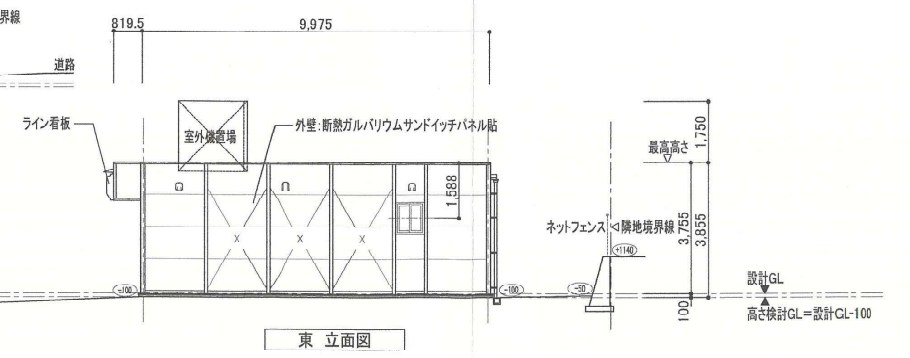 界線
819.5
9,975
道路
ライン看板
室外機置場
外壁:断熱ガルバリウムサンドイッチパネル貼
1,750
最高高さ
1,588
ネットフェンス
隣地境界線
3,755
3,855
+1140
-100
-100
-50
設計GL
100
高さ検討GL=設計GL-100
東 立面図